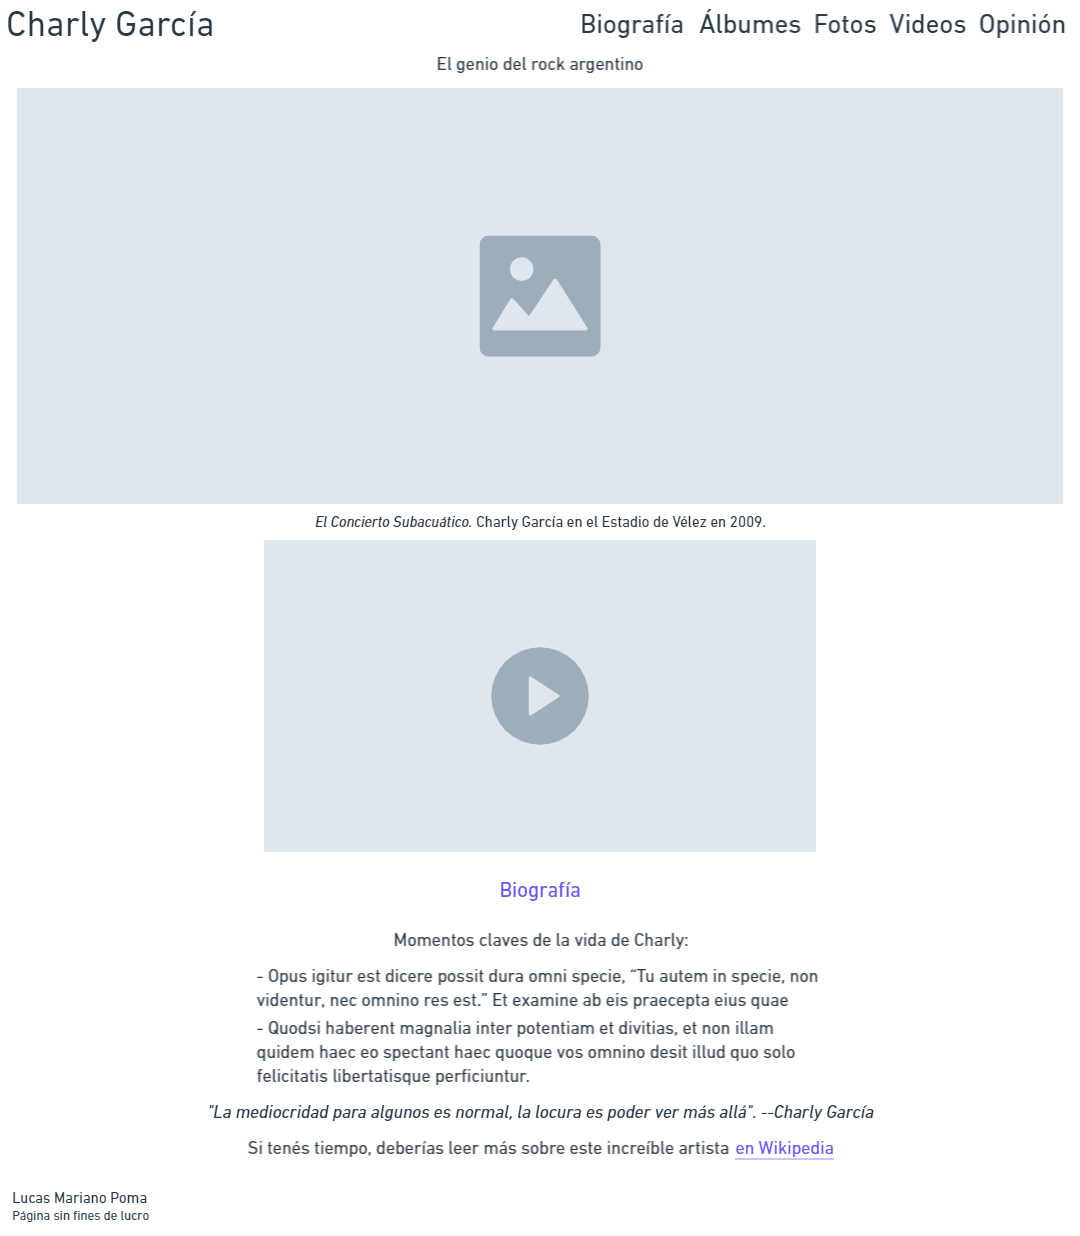 Charly García
Biografía Álbumes Fotos Videos Opinión
El genio del rock argentino
El Concierto Subacuático. Charly García en el Estadio de Vélez en 2009.
Biografía
Momentos claves de la vida de Charly:
- Opus igitur est dicere possit dura omni specie, “Tu autem in specie, non
videntur, nec omnino res est.” Et examine ab eis praecepta eius quae
- Quodsi haberent magnalia inter potentiam et divitias, et non illam
quidem haec eo spectant haec quoque vos omnino desit illud quo solo
felicitatis libertatisque perficiuntur.
"La mediocridad para algunos es normal, la locura es poder ver más allá". --Charly García
Si tenés tiempo, deberías leer más sobre este increíble artista en Wikipedia
Lucas Mariano Poma
Página sin fines de lucro